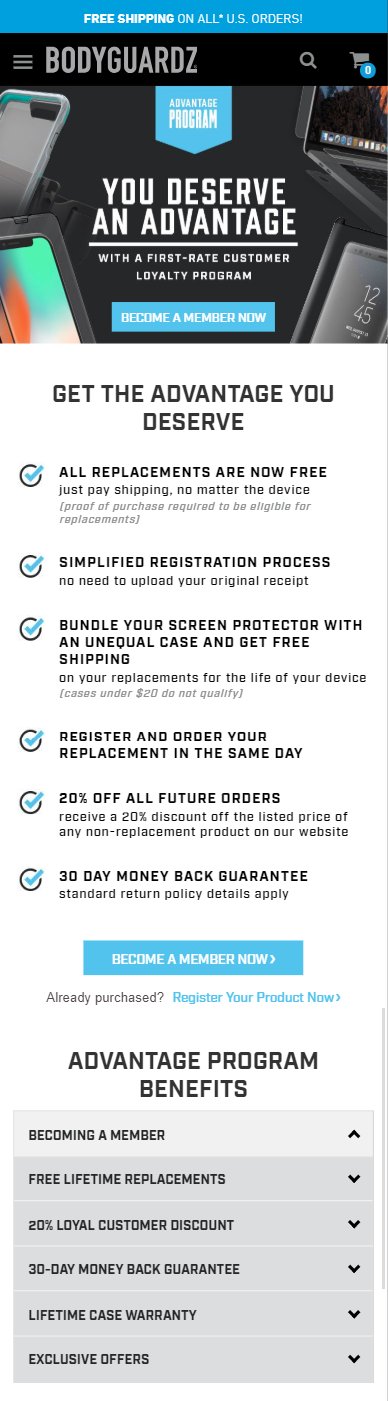 FREE SHIPPING ON ALL* U.S. ORDERS!
BODYGUARDZ
0
ADVANTAGE
PROGRAM
YOU DESERVE
AN ADVANTAGE
WITH A FIRST-RATE CUSTOMER
LOYALTY PROGRAM
12
45
BECOME A MEMBER NOW
GET THE ADVANTAGE YOU
DESERVE
ALL REPLACEMENTS ARE NOW FREE
just pay shipping, no matter the device
(proof of purchase required to be eligible for
replacements)
SIMPLIFIED REGISTRATION PROCESS
no need to upload your original receipt
BUNDLE YOUR SCREEN PROTECTOR WITH
AN UNEQUAL CASE AND GET FREE
SHIPPING
on your replacements for the life of your device
(cases under $20 do not qualify)
REGISTER AND ORDER YOUR
REPLACEMENT IN THE SAME DAY
20% OFF ALL FUTURE ORDERS
receive a 20% discount off the listed price of
any non-replacement product on our website
30 DAY MONEY BACK GUARANTEE
standard return policy details apply
BECOME A MEMBER NOW ›
Already purchased? Register Your Product Now ›
ADVANTAGE PROGRAM
BENEFITS
BECOMING A MEMBER
FREE LIFETIME REPLACEMENTS
20% LOYAL CUSTOMER DISCOUNT
30-DAY MONEY BACK GUARANTEE
LIFETIME CASE WARRANTY
EXCLUSIVE OFFERS